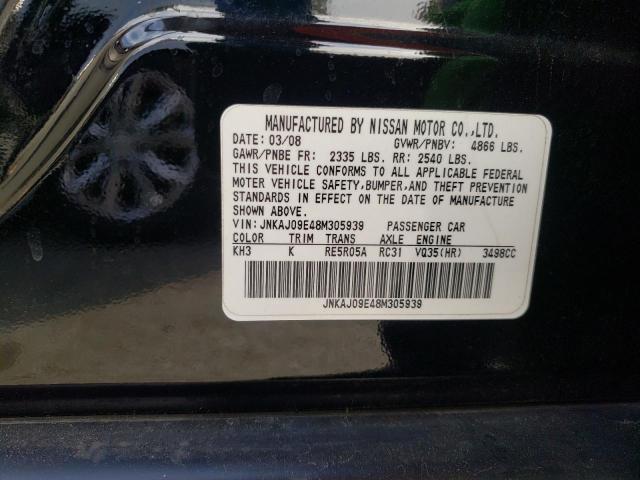 MANUFACTURED BY NISSAN MOTOR CO.,LTD.
DATE: 03/08 GVWR/PNBV: 4866 LBS.
GAWR/PNBE FR: 2335 LBS. RR: 2540 LBS.
THIS VEHICLE CONFORMS TO ALL APPLICABLE FEDERAL
MOTOR VEHICLE SAFETY,BUMPER,AND THEFT PREVENTION
STANDARDS IN EFFECT ON THE DATE OF MANUFACTURE
SHOWN ABOVE.
VIN: JNKAJ09E48M305939 PASSENGER CAR
COLOR TRIM TRANS AXLE ENGINE
KH3 K RE5R05A RC31 VQ35(HR) 3498CC
JNKAJ09E48M305939